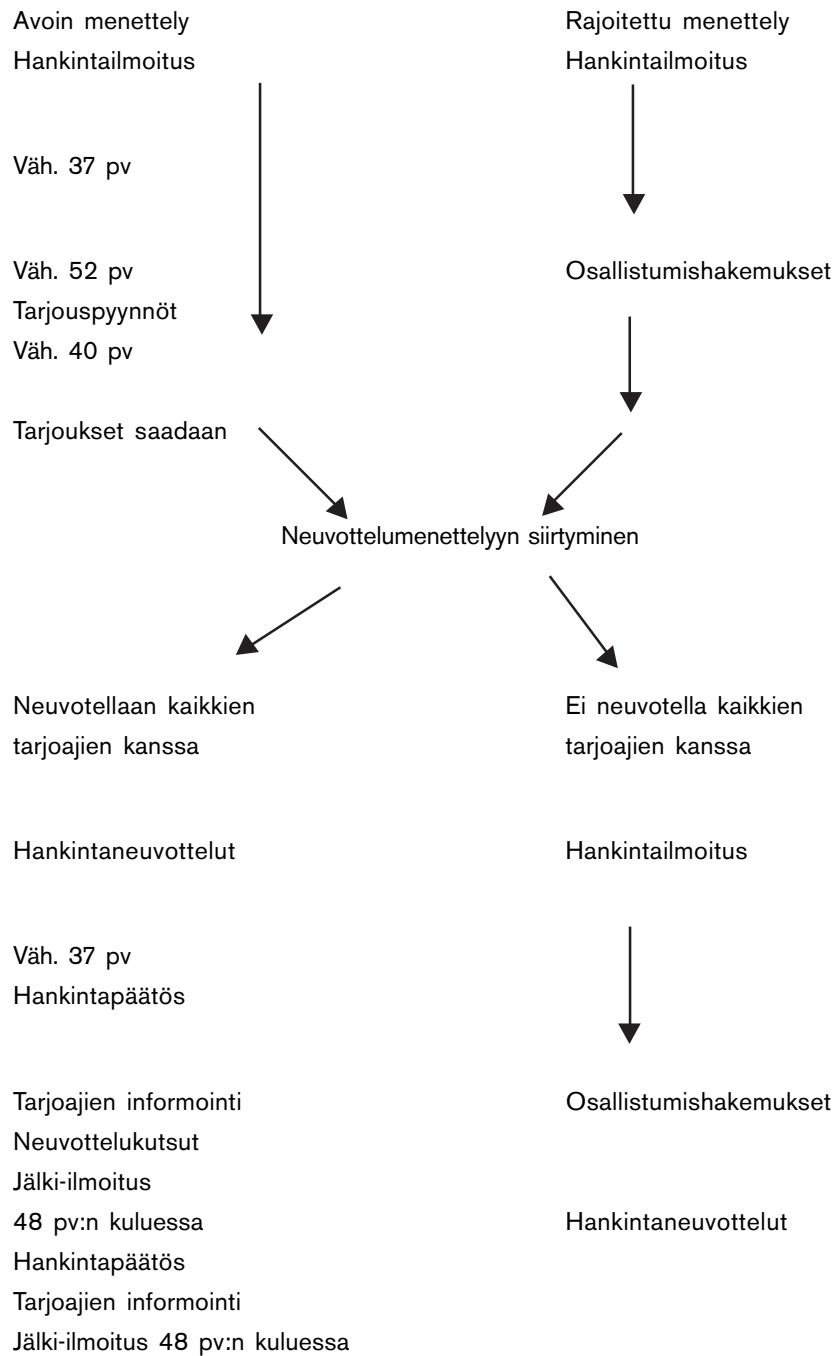 Avoin menettely
Rajoitettu menettely
Hankintailmoitus
Hankintailmoitus
Väh. 37 pv
Väh. 52 pv
Osallistumishakemukset
Tarjouspyynnöt
Väh. 40 pv
Tarjoukset saadaan
Neuvottelumenettelyyn siirtyminen
Neuvotellaan kaikkien
tarjoajien kanssa
Ei neuvotella kaikkien
tarjoajien kanssa
Hankintaneuvottelut
Hankintailmoitus
Väh. 37 pv
Hankintapäätös
Tarjoajien informointi
Osallistumishakemukset
Neuvottelukutsut
Jälki-ilmoitus
48 pv:n kuluessa
Hankintaneuvottelut
Hankintapäätös
Tarjoajien informointi
Jälki-ilmoitus 48 pv:n kuluessa